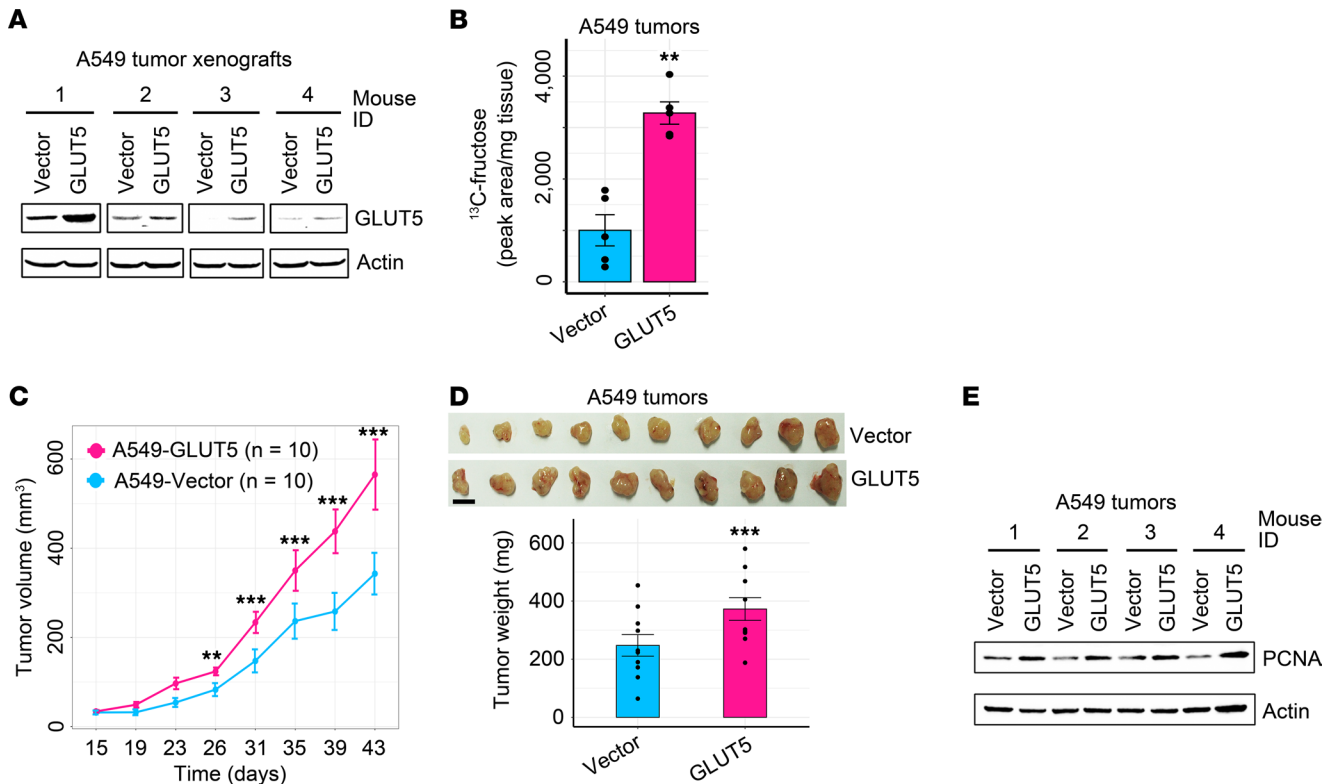 A
A549 tumor xenografts
1 2 3 4 Mouse ID
Vector GLUT5 Vector GLUT5 Vector GLUT5 Vector GLUT5
GLUT5
Actin
B
A549 tumors
**
¹³C-fructose
(peak area/mg tissue)
4,000
2,000
0
Vector GLUT5
C
A549-GLUT5 (n = 10)
A549-Vector (n = 10)
** *** *** *** ***
Tumor volume (mm³)
600
400
200
0
15 19 23 26 31 35 39 43
Time (days)
D
A549 tumors
Vector
GLUT5
***
Tumor weight (mg)
600
400
200
0
Vector GLUT5
E
A549 tumors
1 2 3 4 Mouse ID
Vector GLUT5 Vector GLUT5 Vector GLUT5 Vector GLUT5
PCNA
Actin